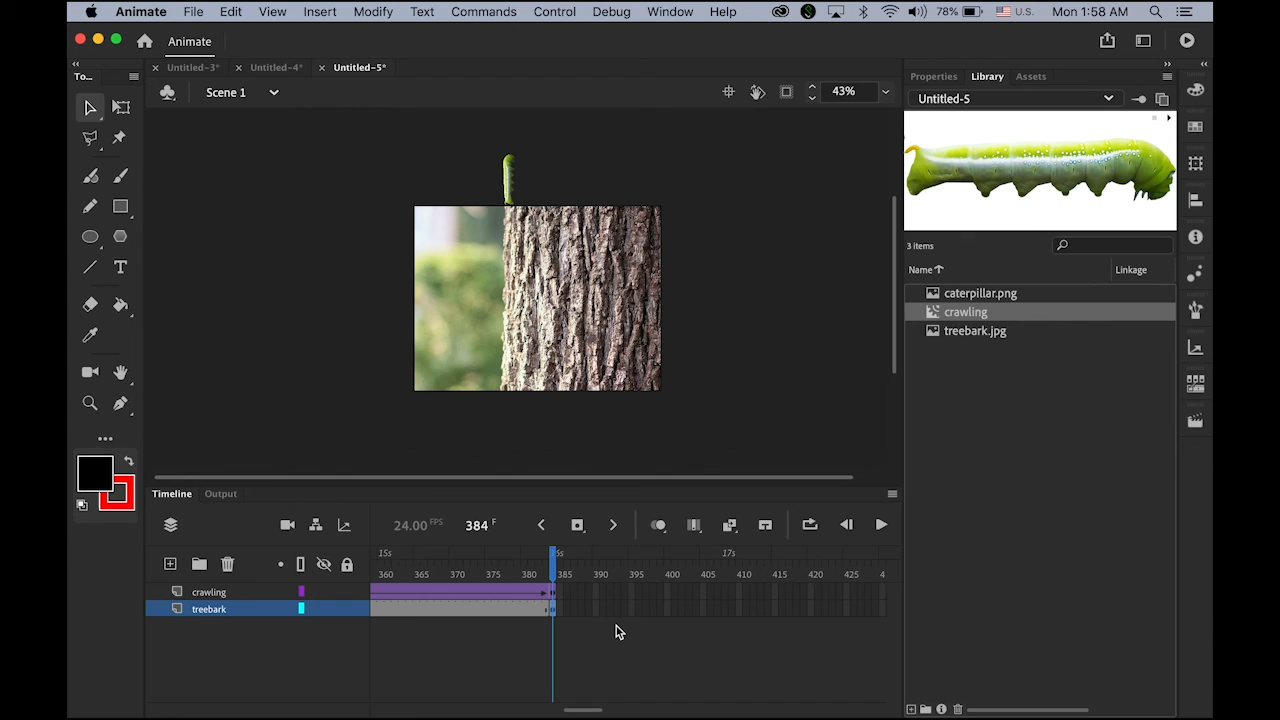 Animate File Edit View Insert Modify Text Commands Control Debug Window Help 78% U.S. Mon 1:58 AM
Animate
To... Untitled-3* Untitled-4* Untitled-5* Properties Library Assets
Scene 1 43% Untitled-5
3 items
Name Linkage
caterpillar.png
crawling
treebark.jpg
Timeline Output
24.00 FPS 384 F
15s 16s 17s
360 365 370 375 380 385 390 395 400 405 410 415 420 425 4
crawling
treebark